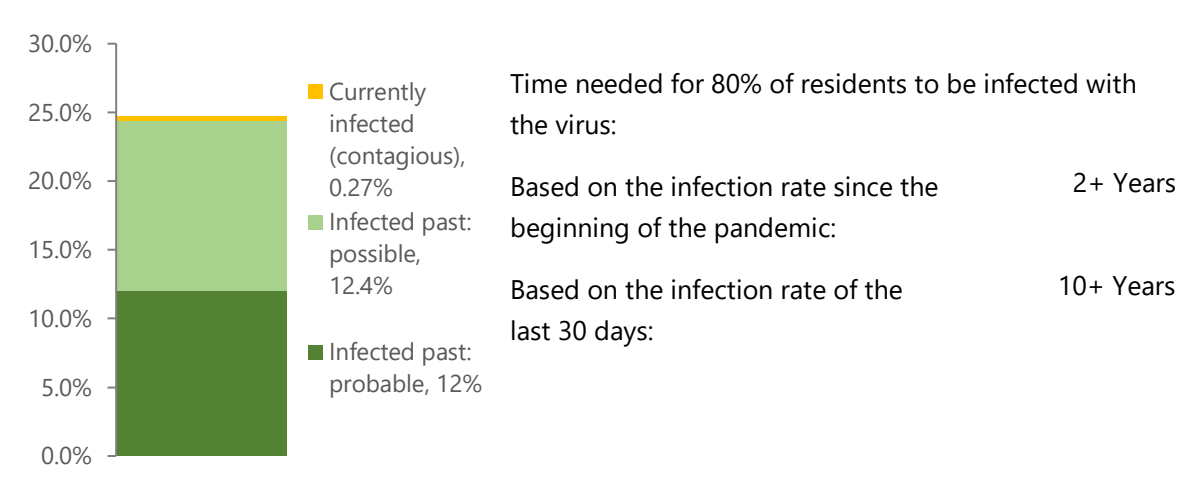 30.0%
25.0%
20.0%
15.0%
10.0%
5.0%
0.0%
Currently
infected
(contagious),
0.27%
Infected past:
possible,
12.4%
Infected past:
probable, 12%
Time needed for 80% of residents to be infected with
the virus:
Based on the infection rate since the
beginning of the pandemic:
2+ Years
Based on the infection rate of the
last 30 days:
10+ Years